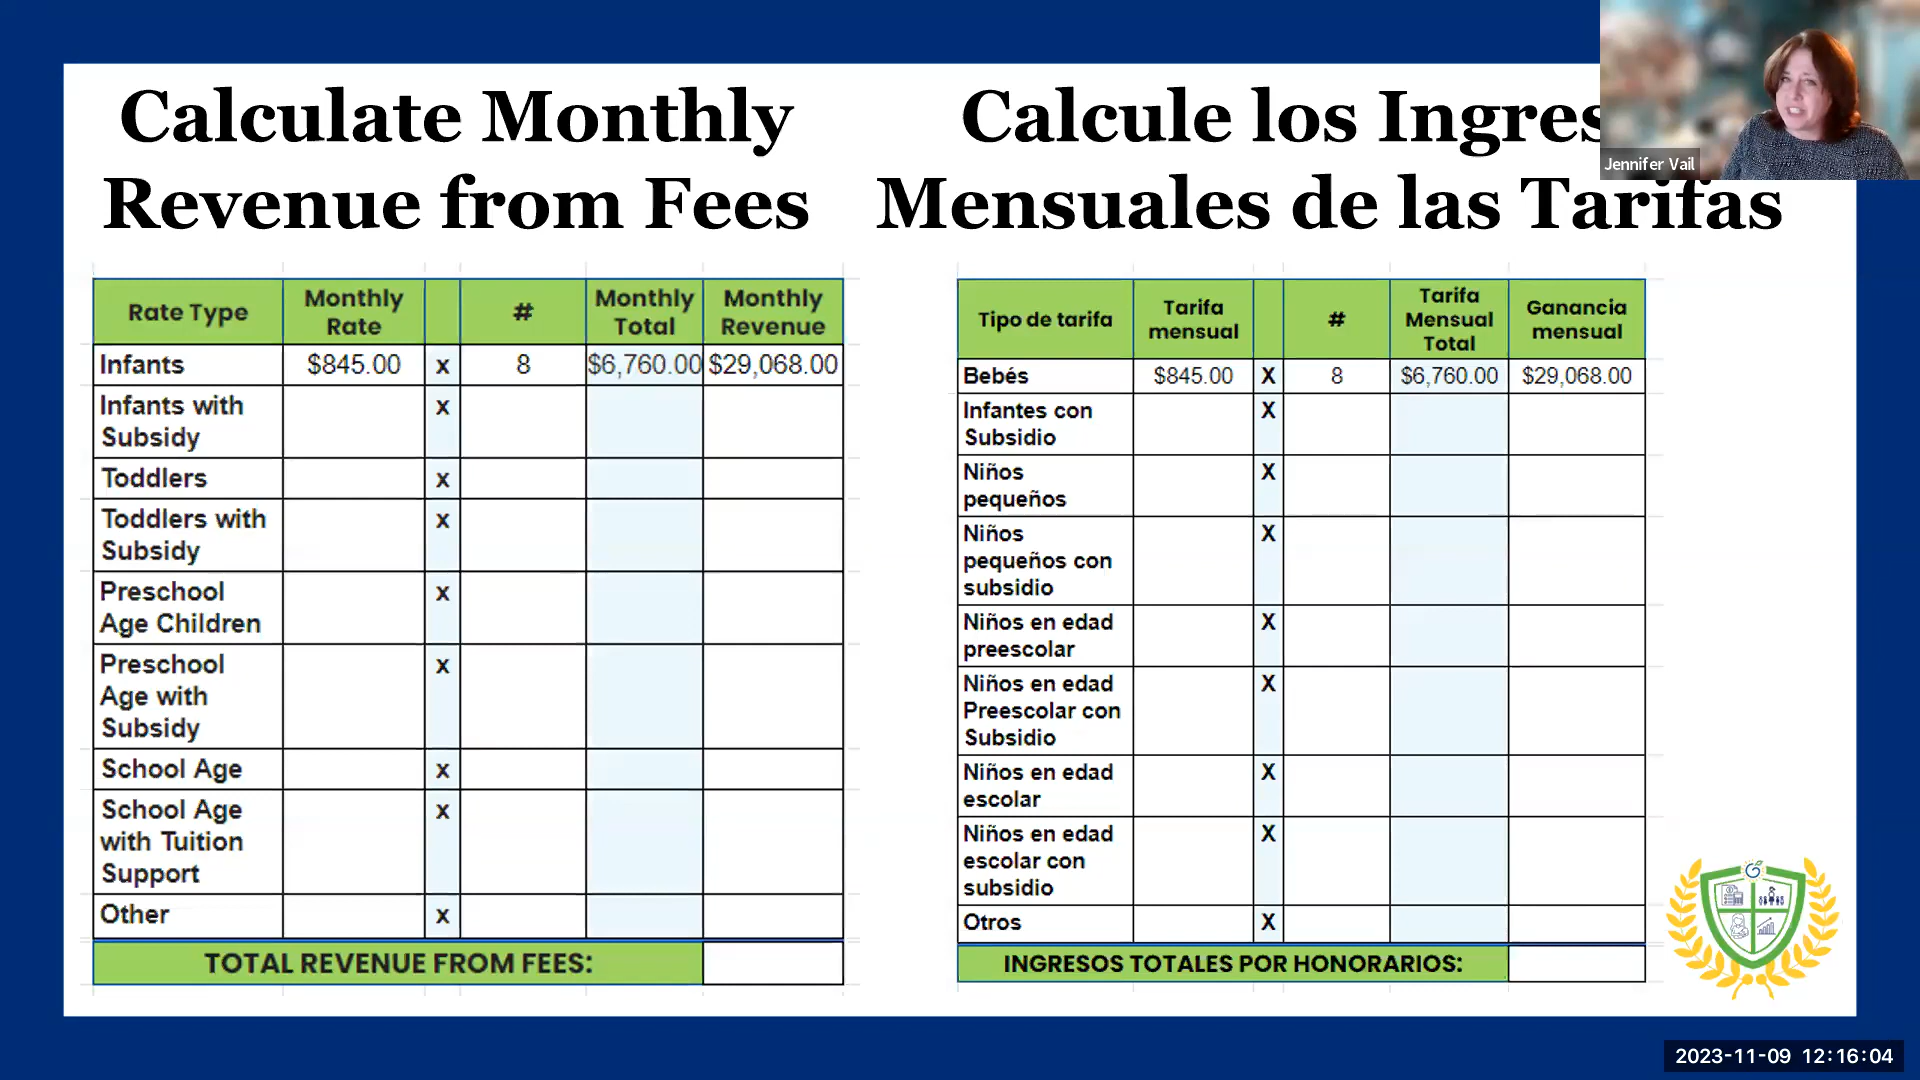 Calculate Monthly
Revenue from Fees
Rate Type Monthly Rate # Monthly Total Monthly Revenue
Infants $845.00 x 8 $6,760.00 $29,068.00
Infants with x
Subsidy
Toddlers x
Toddlers with x
Subsidy
Preschool x
Age Children
Preschool x
Age with
Subsidy
School Age x
School Age x
with Tuition
Support
Other x
TOTAL REVENUE FROM FEES:
Calcule los Ingres
Mensuales de las Tarifas
Tipo de tarifa Tarifa mensual # Tarifa Mensual Total Ganancia mensual
Bebés $845.00 X 8 $6,760.00 $29,068.00
Infantes con X
Subsidio
Niños X
pequeños
Niños X
pequeños con
subsidio
Niños en edad X
preescolar
Niños en edad X
Preescolar con
Subsidio
Niños en edad X
escolar
Niños en edad X
escolar con
subsidio
Otros X
INGRESOS TOTALES POR HONORARIOS:
Jennifer Vail
2023-11-09 12:16:04